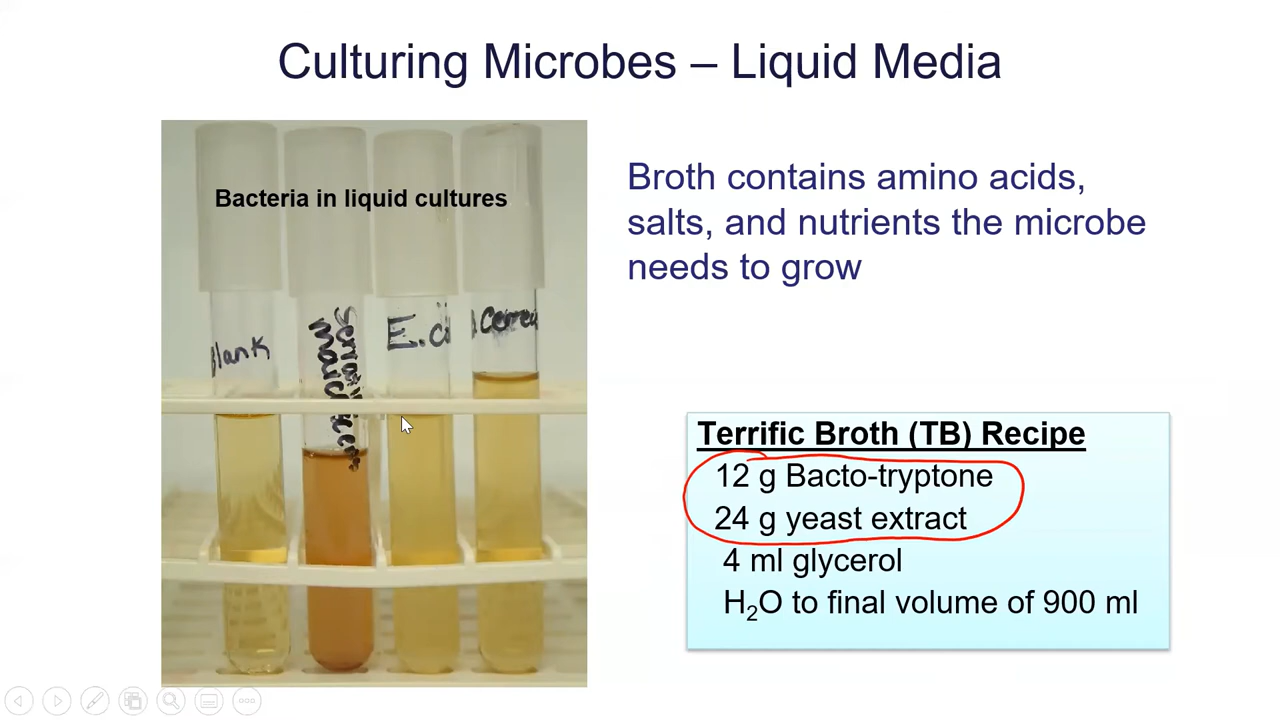 Culturing Microbes – Liquid Media
Bacteria in liquid cultures
Blank
E.c
Broth contains amino acids,
salts, and nutrients the microbe
needs to grow
Terrific Broth (TB) Recipe
12 g Bacto-tryptone
24 g yeast extract
4 ml glycerol
H₂O to final volume of 900 ml